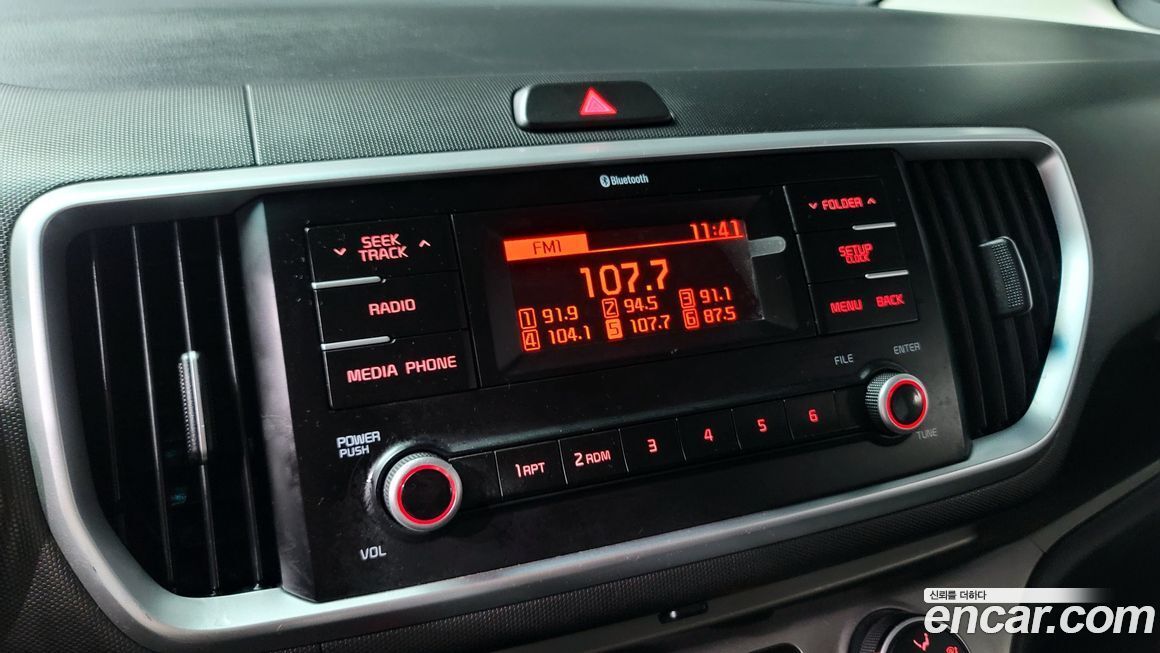 Bluetooth
SEEK
TRACK
RADIO
MEDIA PHONE
FM1 11:41
107.7
1 91.9 2 94.5 3 91.1
4 104.1 5 107.7 6 87.5
FOLDER
SETUP
CLOCK
MENU BACK
FILE ENTER
TUNE
POWER
PUSH
VOL
1 RPT 2 RDM 3 4 5 6
신뢰를 더하다
encar.com